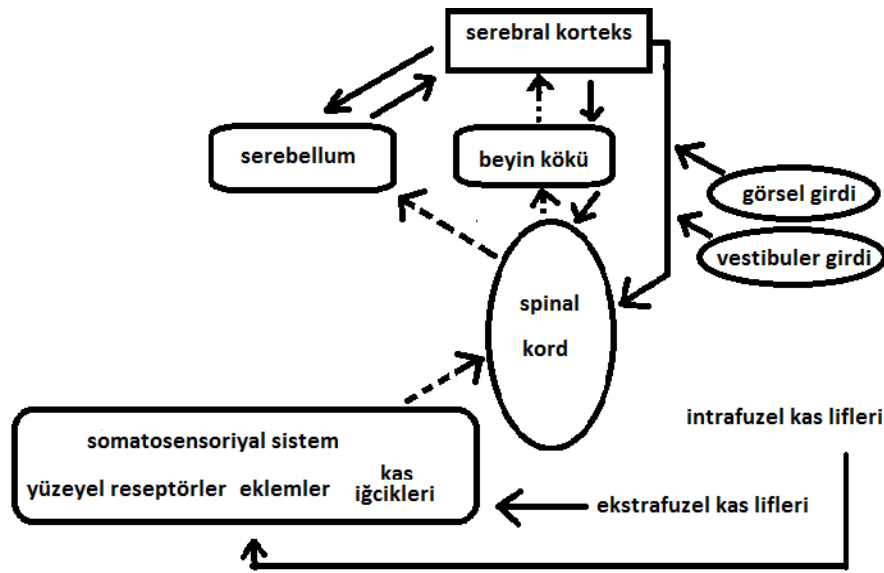 serebral korteks
serebellum
beyin kökü
görsel girdi
vestibuler girdi
spinal
kord
intrafuzel kas lifleri
somatosensoriyal sistem
yüzeyel reseptörler eklemler kas
iğcikleri
ekstrafuzel kas lifleri